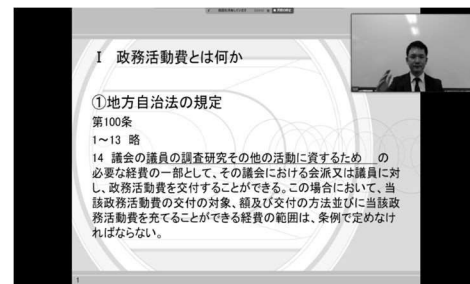 Ⅰ 政務活動費とは何か
①地方自治法の規定
第100条
1～13 略
14 議会の議員の調査研究その他の活動に資するため の
必要な経費の一部として、その議会における会派又は議員に対
し、政務活動費を交付することができる。この場合において、当
該政務活動費の交付の対象、額及び交付の方法並びに当該政
務活動費を充てることができる経費の範囲は、条例で定めなけ
ればならない。
1